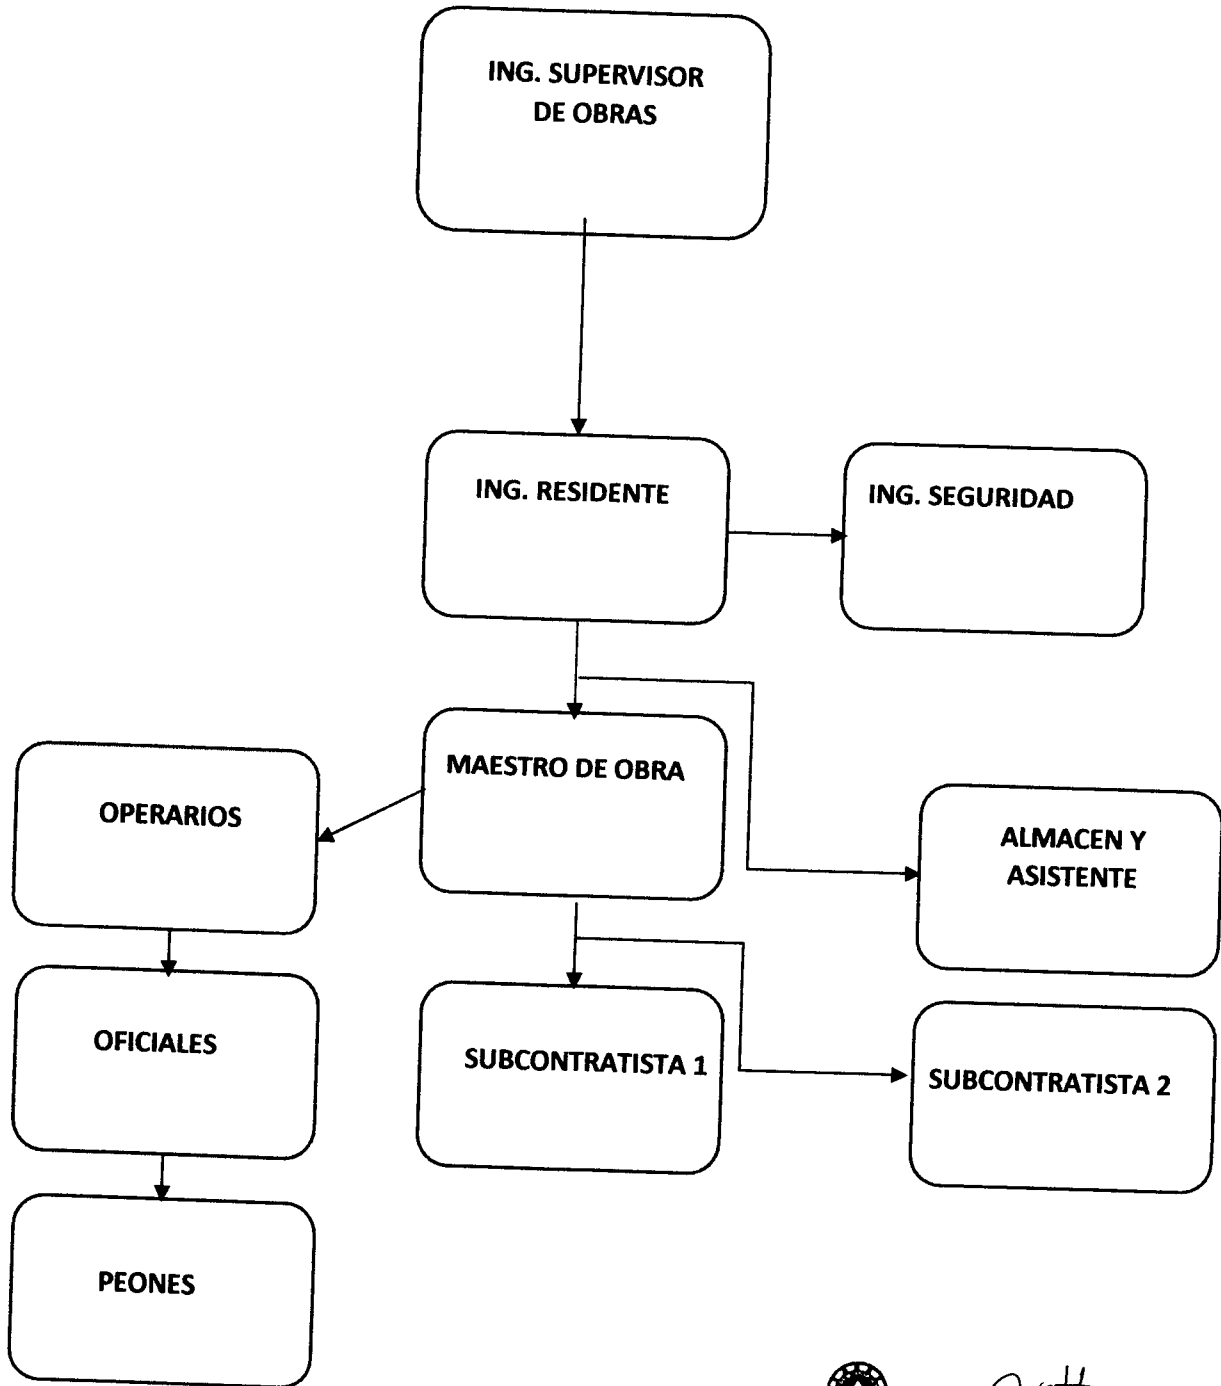 ING. SUPERVISOR
DE OBRAS
ING. RESIDENTE
ING. SEGURIDAD
MAESTRO DE OBRA
OPERARIOS
ALMACEN Y
ASISTENTE
OFICIALES
SUBCONTRATISTA 1
SUBCONTRATISTA 2
PEONES